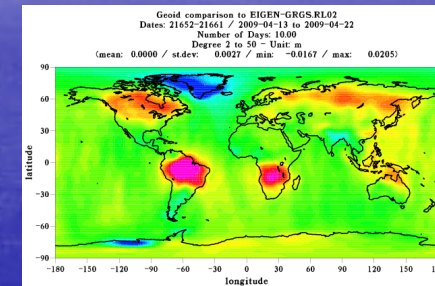 Geoid comparison to EIGEN-GRGS.RL02
Dates: 21652-21661 / 2009-04-13 to 2009-04-22
Number of Days: 10.00
Degree 2 to 50 - Unit: m
(mean: 0.0000 / st.dev: 0.0027 / min: -0.0167 / max: 0.0205)
90
60
30
0
-30
-60
-90
latitude
-180 -150 -120 -90 -60 -30 0 30 60 90 120 150
longitude